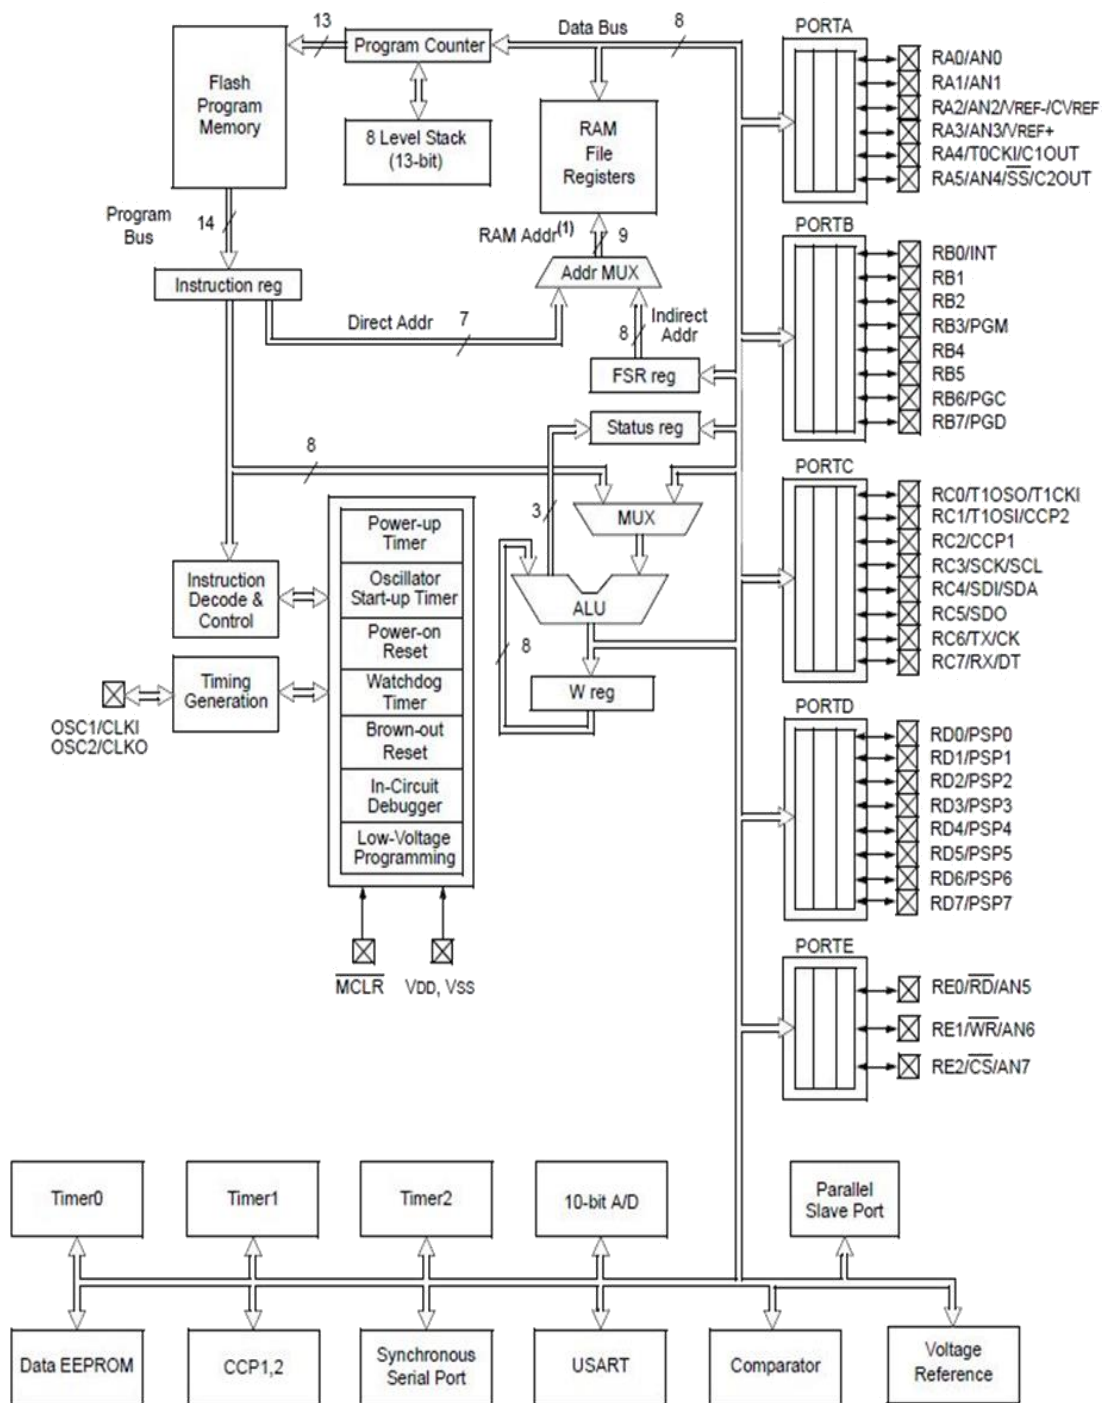 13
Data Bus
8
PORTA
Program Counter
Flash
Program
Memory
8 Level Stack
(13-bit)
RAM
File
Registers
RA0/AN0
RA1/AN1
RA2/AN2/VREF-/CVREF
RA3/AN3/VREF+
RA4/T0CKI/C1OUT
RA5/AN4/SS/C2OUT
Program
Bus
14
RAM Addr(1)
9
PORTB
Addr MUX
Instruction reg
Direct Addr
7
8
Indirect
Addr
FSR reg
Status reg
RB0/INT
RB1
RB2
RB3/PGM
RB4
RB5
RB6/PGC
RB7/PGD
8
3
MUX
PORTC
RC0/T1OSO/T1CKI
RC1/T1OSI/CCP2
RC2/CCP1
RC3/SCK/SCL
RC4/SDI/SDA
RC5/SDO
RC6/TX/CK
RC7/RX/DT
Power-up
Timer
Oscillator
Start-up Timer
Power-on
Reset
Watchdog
Timer
Brown-out
Reset
In-Circuit
Debugger
Low-Voltage
Programming
Instruction
Decode &
Control
Timing
Generation
OSC1/CLKI
OSC2/CLKO
ALU
8
W reg
MCLR
VDD, VSS
PORTD
RD0/PSP0
RD1/PSP1
RD2/PSP2
RD3/PSP3
RD4/PSP4
RD5/PSP5
RD6/PSP6
RD7/PSP7
PORTE
RE0/RD/AN5
RE1/WR/AN6
RE2/CS/AN7
Timer0
Timer1
Timer2
10-bit A/D
Parallel
Slave Port
Data EEPROM
CCP1,2
Synchronous
Serial Port
USART
Comparator
Voltage
Reference